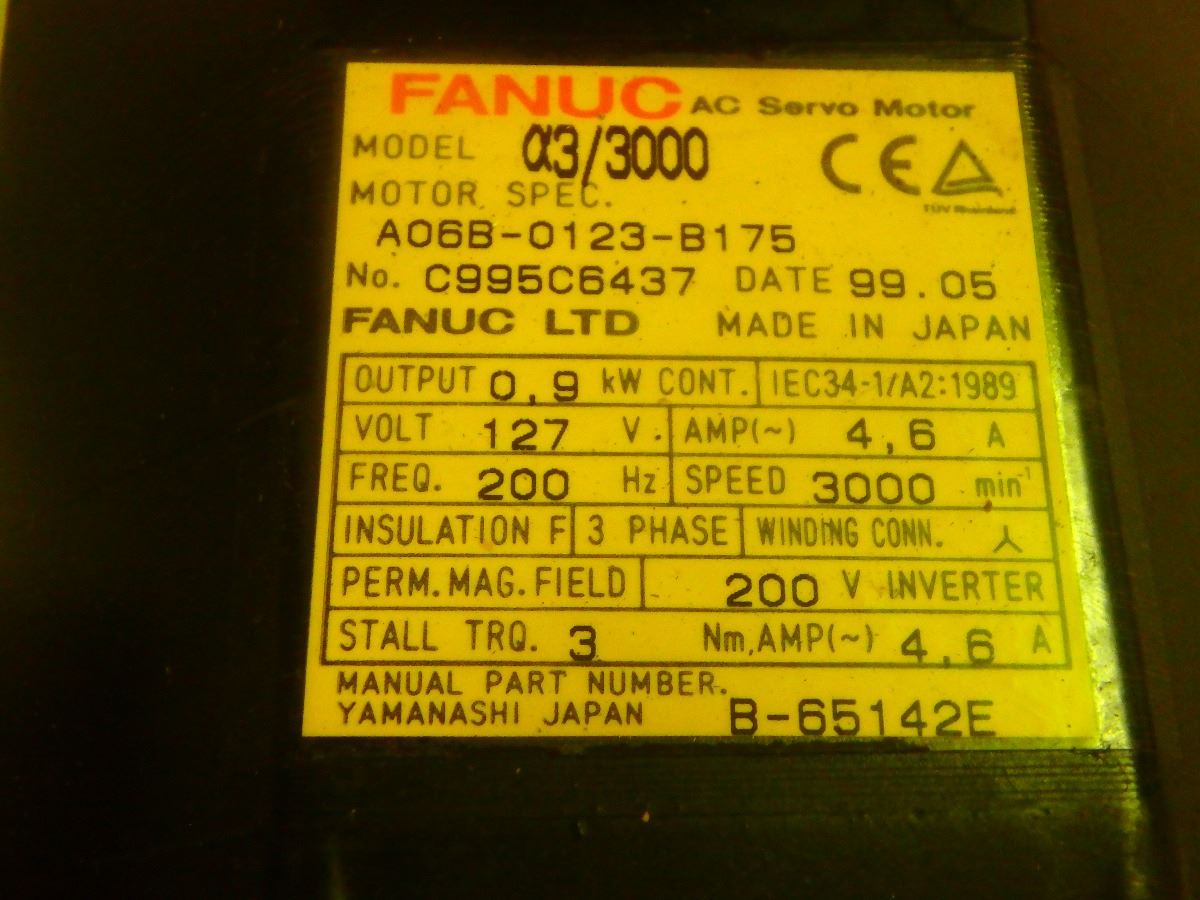 FANUC AC Servo Motor
MODEL α3/3000
CE
TÜV Rheinland
MOTOR SPEC.
A06B-0123-B175
No. C995C6437 DATE 99.05
FANUC LTD MADE IN JAPAN
OUTPUT 0,9 kW CONT. IEC34-1/A2:1989
VOLT 127 V. AMP(~) 4,6 A
FREQ. 200 Hz SPEED 3000 min⁻¹
INSULATION F 3 PHASE WINDING CONN. ⅄
PERM.MAG.FIELD 200 V INVERTER
STALL TRQ. 3 Nm,AMP(~) 4,6 A
MANUAL PART NUMBER.
YAMANASHI JAPAN B-65142E